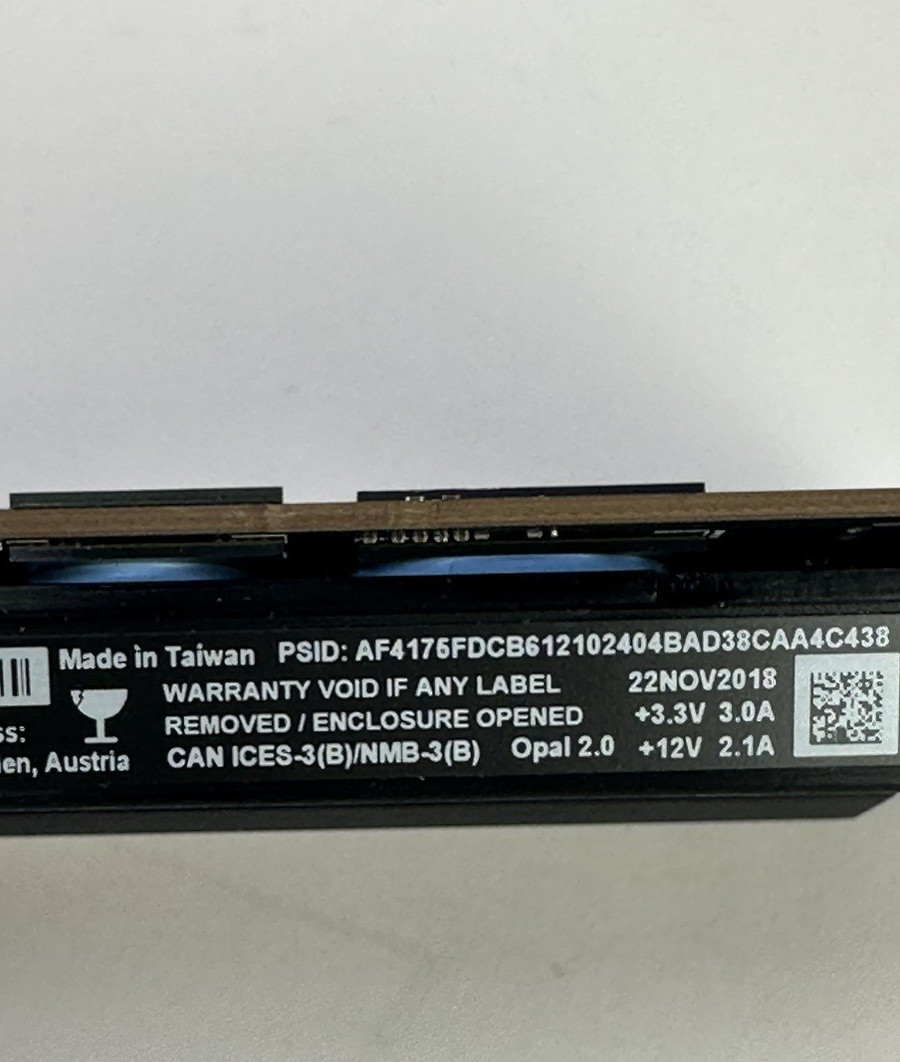 Made in Taiwan PSID: AF4175FDCB612102404BAD38CAA4C438
WARRANTY VOID IF ANY LABEL 22NOV2018
REMOVED / ENCLOSURE OPENED +3.3V 3.0A
CAN ICES-3(B)/NMB-3(B) Opal 2.0 +12V 2.1A
ss:
en, Austria